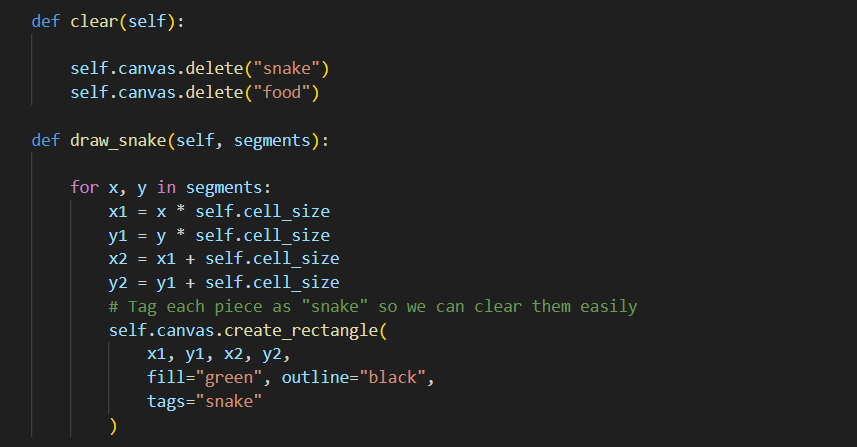 def clear(self):
    self.canvas.delete("snake")
    self.canvas.delete("food")
def draw_snake(self, segments):
    for x, y in segments:
        x1 = x * self.cell_size
        y1 = y * self.cell_size
        x2 = x1 + self.cell_size
        y2 = y1 + self.cell_size
        # Tag each piece as "snake" so we can clear them easily
        self.canvas.create_rectangle(
            x1, y1, x2, y2,
            fill="green", outline="black",
            tags="snake"
        )